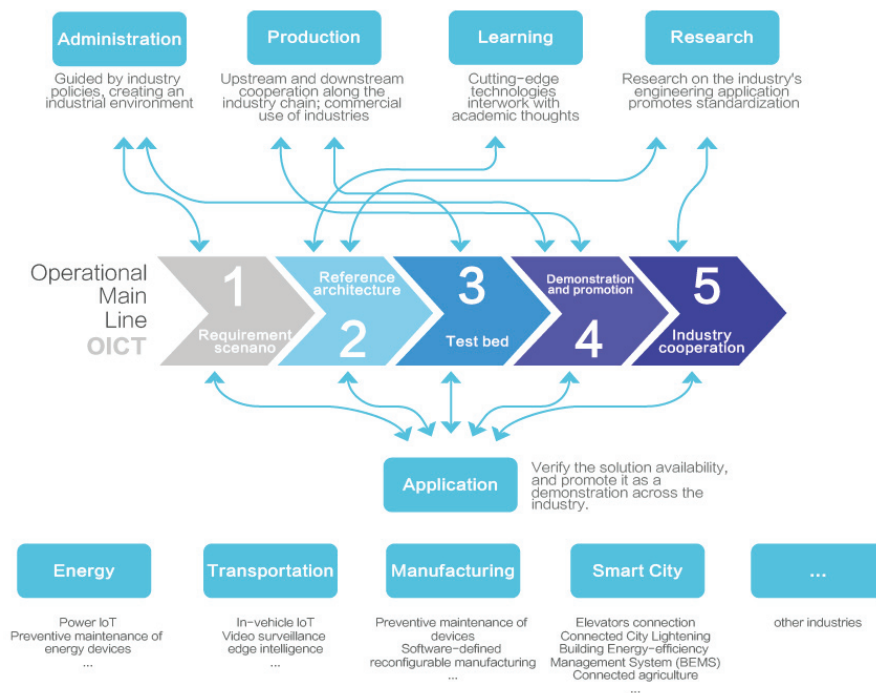 Administration
Production
Learning
Research
Guided by industry
policies, creating an
industrial environment
Upstream and downstream
cooperation along the
industry chain; commercial
use of industries
Cutting-edge
technologies
interwork with
academic thoughts
Research on the industry's
engineering application
promotes standardization
Operational
Main
Line
OICT
1
Requirement
scenano
Reference
architecture
2
3
Test bed
Demonstration
and promotion
4
5
Industry
cooperation
Application
Verify the solution availability,
and promote it as a
demonstration across the
industry.
Energy
Transportation
Manufacturing
Smart City
...
Power IoT
Preventive maintenance of
energy devices
...
In-vehicle IoT
Video surveillance
edge intelligence
...
Preventive maintenance of
devices
Software-defined
reconfigurable manufacturing
...
Elevators connection
Connected City Lightening
Building Energy-efficiency
Management System (BEMS)
Connected agriculture
...
other industries